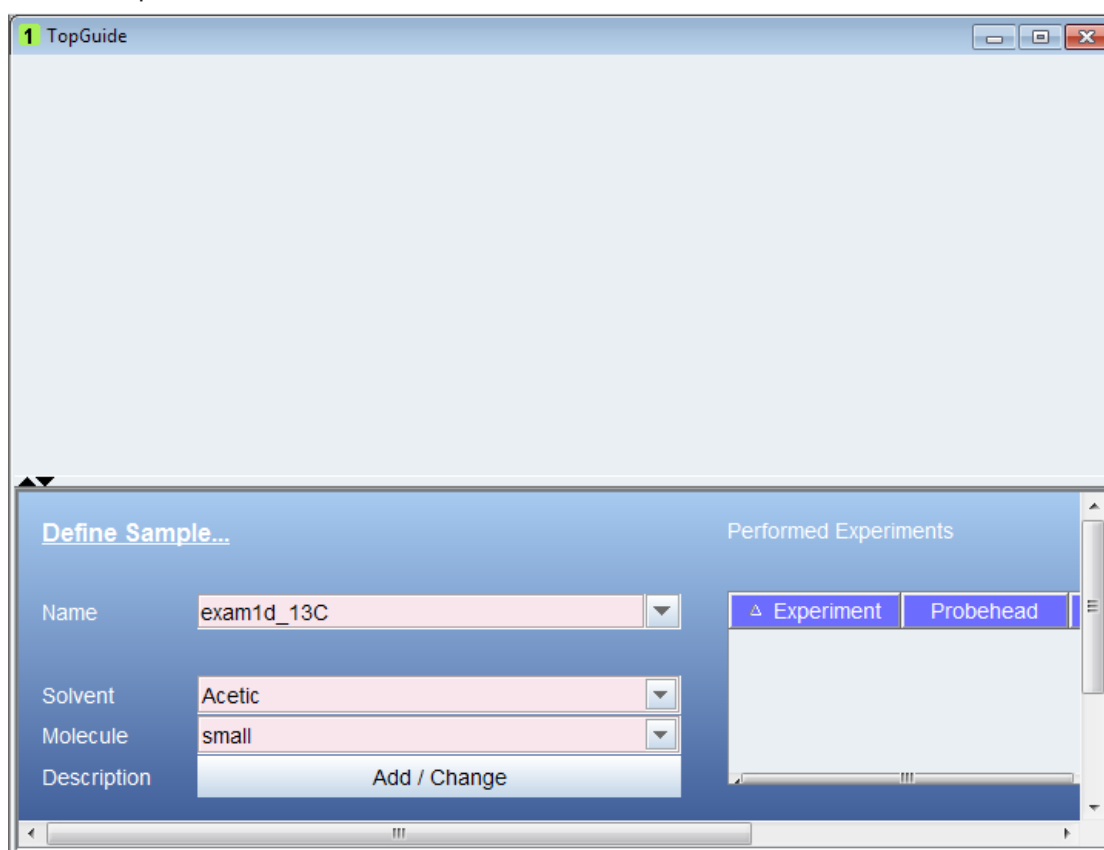 1 TopGuide
Define Sample...
Performed Experiments
Name
exam1d_13C
Experiment
Probehead
Solvent
Acetic
Molecule
small
Description
Add / Change